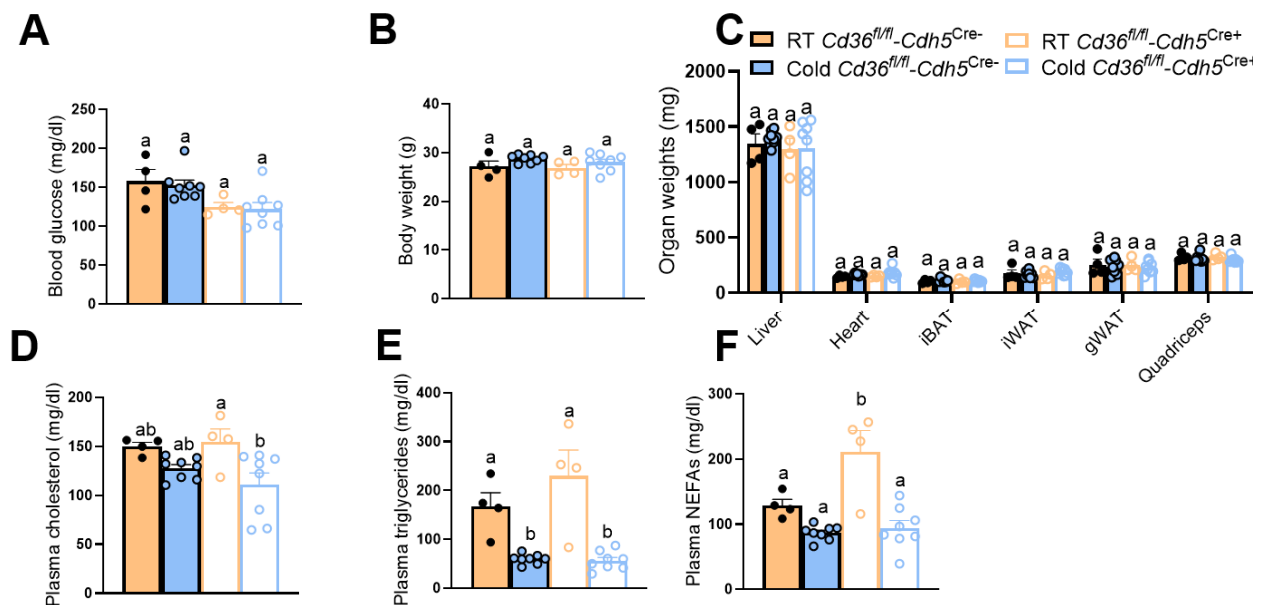 A
Blood glucose (mg/dl)
250
200
150
100
50
0
a
a
a
a
B
Body weight (g)
40
30
20
10
0
a
a
a
a
C
RT Cd36fl/fl-Cdh5Cre-
RT Cd36fl/fl-Cdh5Cre+
Cold Cd36fl/fl-Cdh5Cre-
Cold Cd36fl/fl-Cdh5Cre+
Organ weights (mg)
2000
1500
1000
500
0
a a a a
a a a a
a a a a
a a a a
a a a a
a a a a
Liver
Heart
iBAT
iWAT
gWAT
Quadriceps
D
Plasma cholesterol (mg/dl)
200
150
100
50
0
ab
ab
a
b
E
Plasma triglycerides (mg/dl)
400
300
200
100
0
a
b
a
b
F
Plasma NEFAs (mg/dl)
300
200
100
0
a
a
b
a